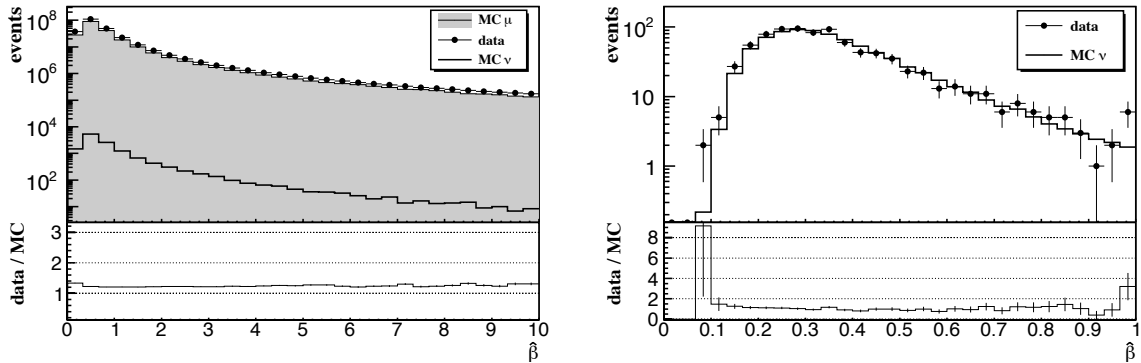 events
10^8
10^6
10^4
10^2
MC μ
data
MC ν
data / MC
3
2
1
0 1 2 3 4 5 6 7 8 9 10
β̂
events
10^2
10
1
data
MC ν
data / MC
8
6
4
2
0
0 0.1 0.2 0.3 0.4 0.5 0.6 0.7 0.8 0.9 1
β̂